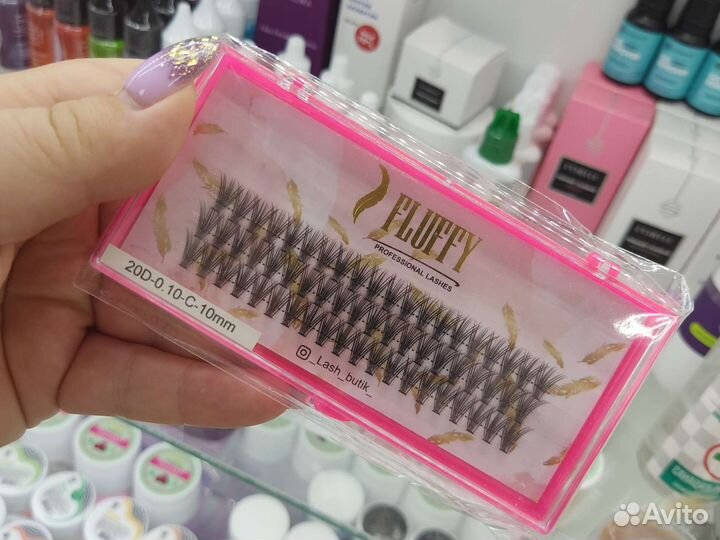 FLUFFY
PROFESSIONAL LASHES
20D-0.10-C-10mm
_Lash_butik_
Avito